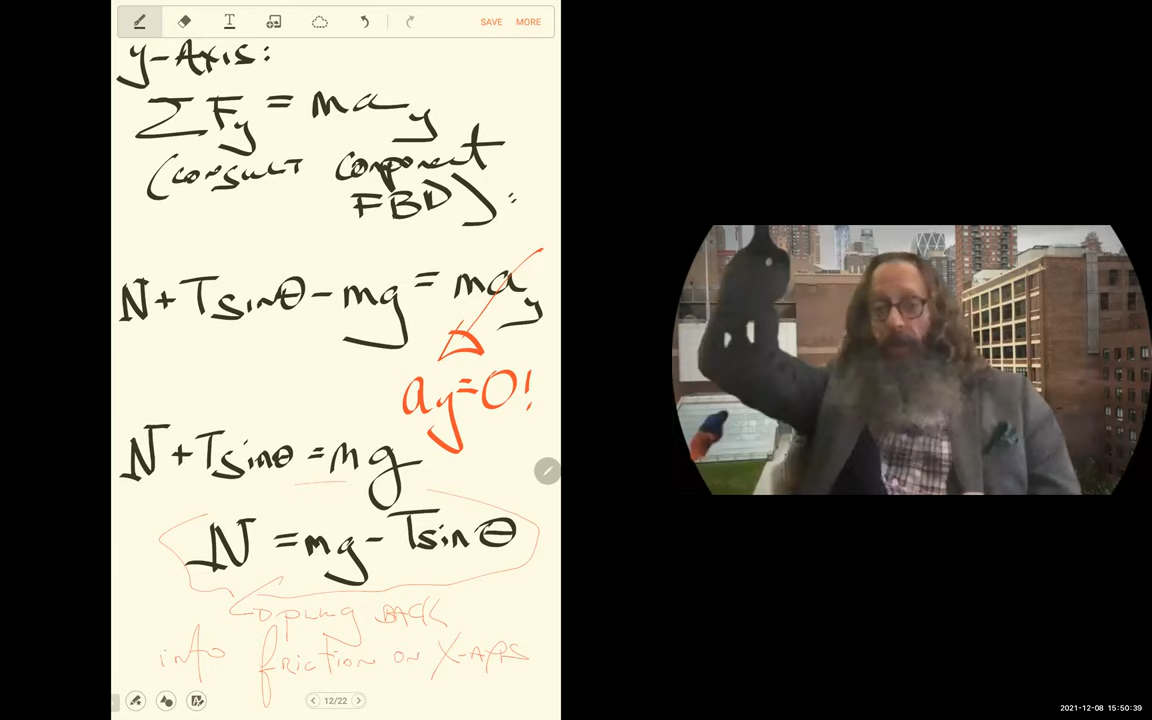 SAVE MORE
y-Axis:
ΣFy = may
(consult component
FBD):
N+Tsinθ-mg = may
ay=0!
N+Tsinθ=mg
N=mg-Tsinθ
BACK
into friction on X-AXIS
12/22
2021-12-08 15:50:39